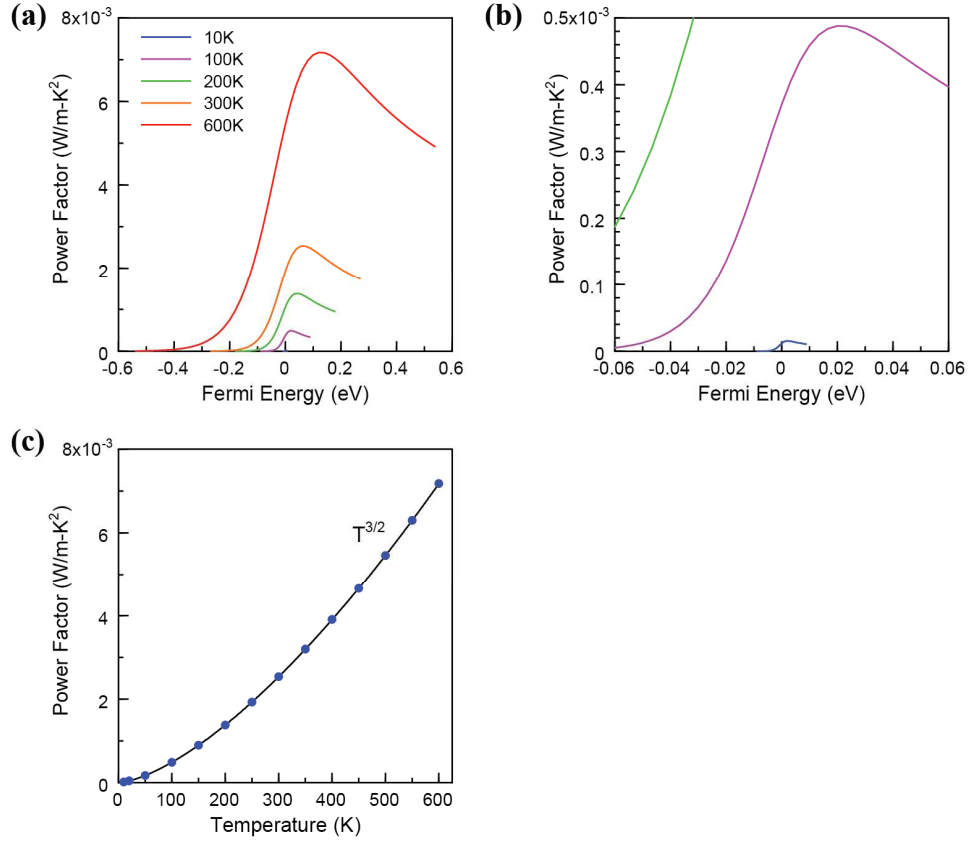 (a)
8x10⁻³
6
4
2
0
Power Factor (W/m-K²)
10K
100K
200K
300K
600K
-0.6 -0.4 -0.2 0 0.2 0.4 0.6
Fermi Energy (eV)
(b)
0.5x10⁻³
0.4
0.3
0.2
0.1
0
Power Factor (W/m-K²)
-0.06 -0.04 -0.02 0 0.02 0.04 0.06
Fermi Energy (eV)
(c)
8x10⁻³
6
4
2
0
Power Factor (W/m-K²)
T³/²
0 100 200 300 400 500 600
Temperature (K)